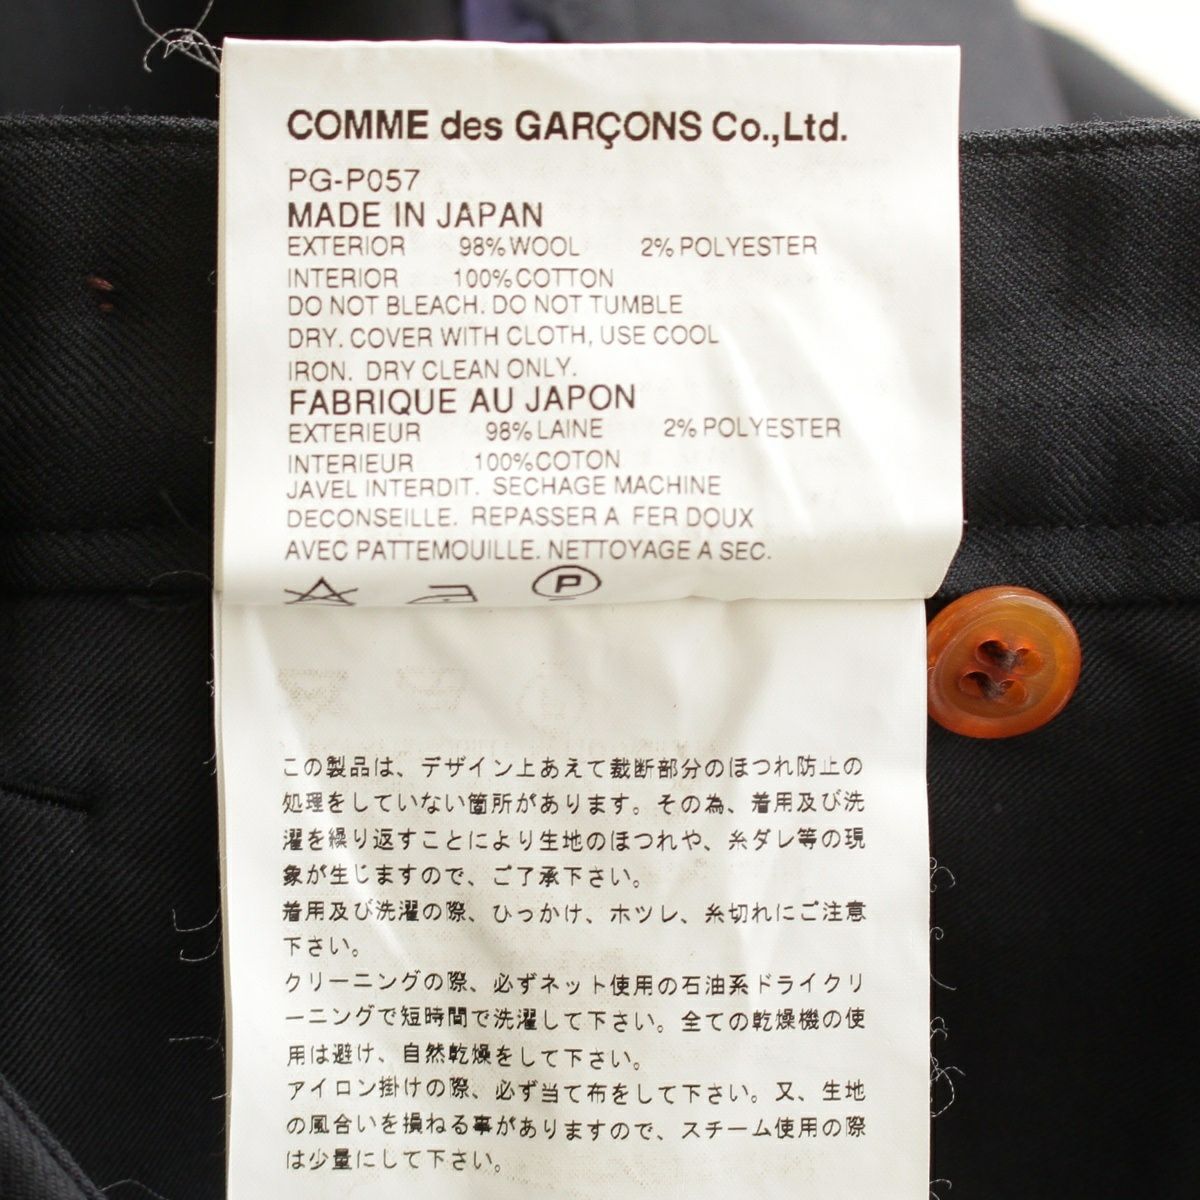 COMME des GARÇONS Co.,Ltd.
PG-P057
MADE IN JAPAN
EXTERIOR 98%WOOL 2%POLYESTER
INTERIOR 100%COTTON
DO NOT BLEACH. DO NOT TUMBLE
DRY. COVER WITH CLOTH, USE COOL
IRON. DRY CLEAN ONLY.
FABRIQUE AU JAPON
EXTERIEUR 98%LAINE 2%POLYESTER
INTERIEUR 100%COTON
JAVEL INTERDIT. SECHAGE MACHINE
DECONSEILLE. REPASSER A FER DOUX
AVEC PATTEMOUILLE. NETTOYAGE A SEC.
P
この製品は、デザイン上あえて裁断部分のほつれ防止の
処理をしていない箇所があります。その為、着用及び洗
濯を繰り返すことにより生地のほつれや、糸ダレ等の現
象が生じますので、ご了承下さい。
着用及び洗濯の際、ひっかけ、ホツレ、糸切れにご注意
下さい。
クリーニングの際、必ずネット使用の石油系ドライクリ
ーニングで短時間で洗濯して下さい。全ての乾燥機の使
用は避け、自然乾燥をして下さい。
アイロン掛けの際、必ず当て布をして下さい。又、生地
の風合いを損ねる事がありますので、スチーム使用の際
は少量にして下さい。